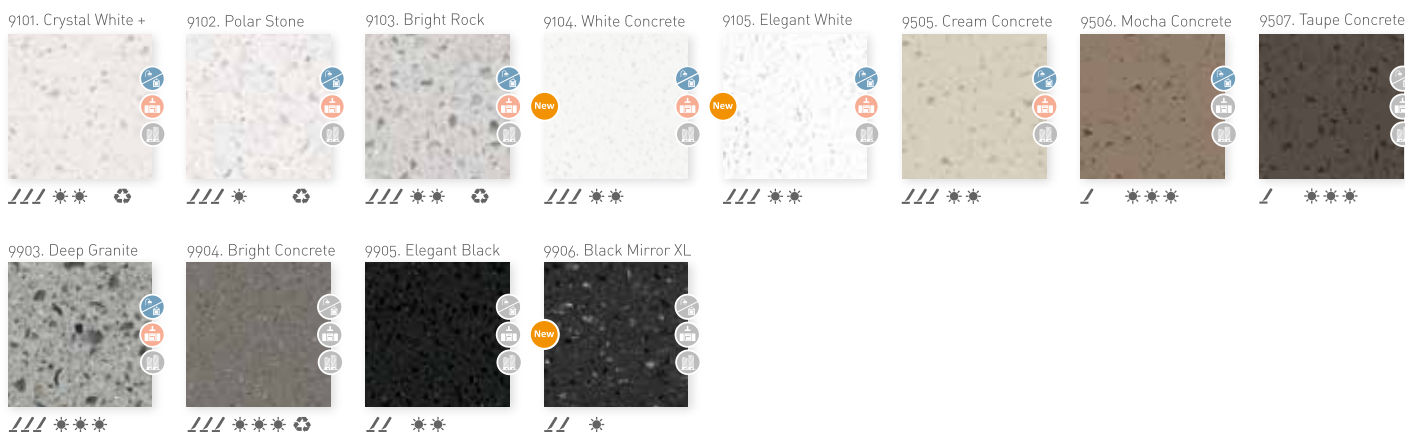 9101. Crystal White +
9102. Polar Stone
9103. Bright Rock
9104. White Concrete
9105. Elegant White
9505. Cream Concrete
9506. Mocha Concrete
9507. Taupe Concrete
New
New
9903. Deep Granite
9904. Bright Concrete
9905. Elegant Black
9906. Black Mirror XL
New